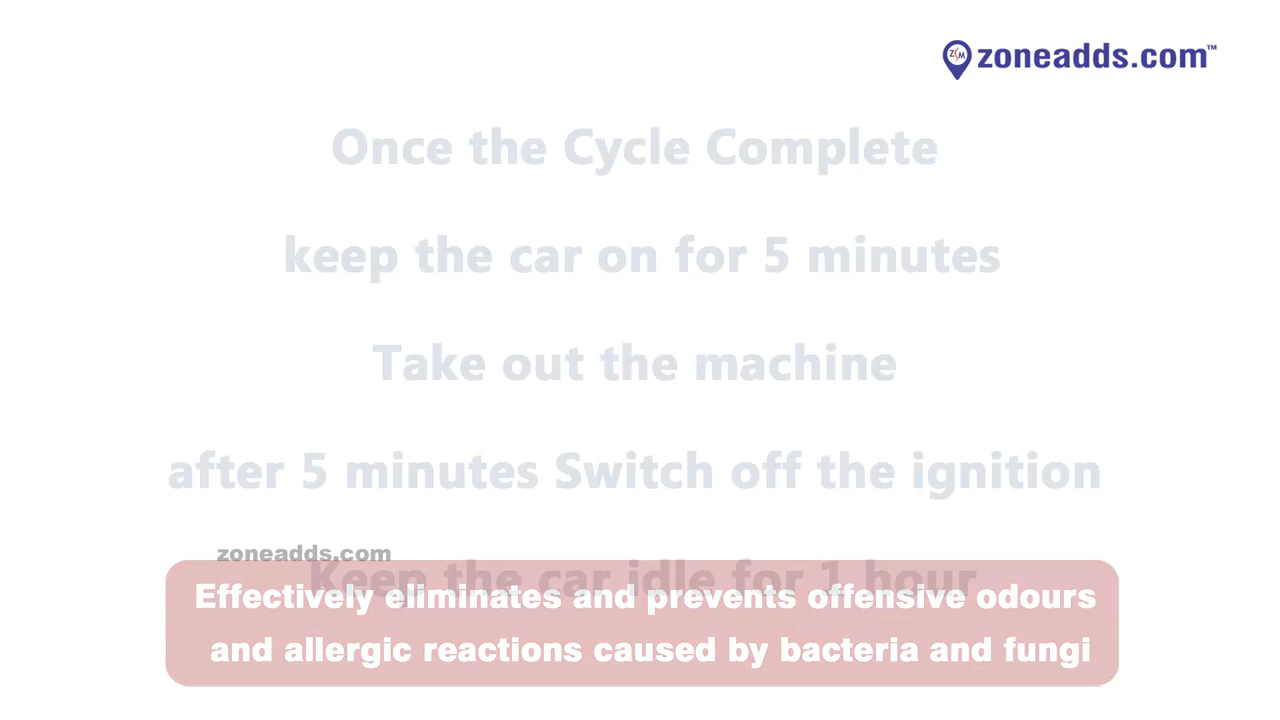 zoneadds.com™
Once the Cycle Complete
keep the car on for 5 minutes
Take out the machine
after 5 minutes Switch off the ignition
zoneadds.com
Keep the car idle for 1 hour
Effectively eliminates and prevents offensive odours
and allergic reactions caused by bacteria and fungi